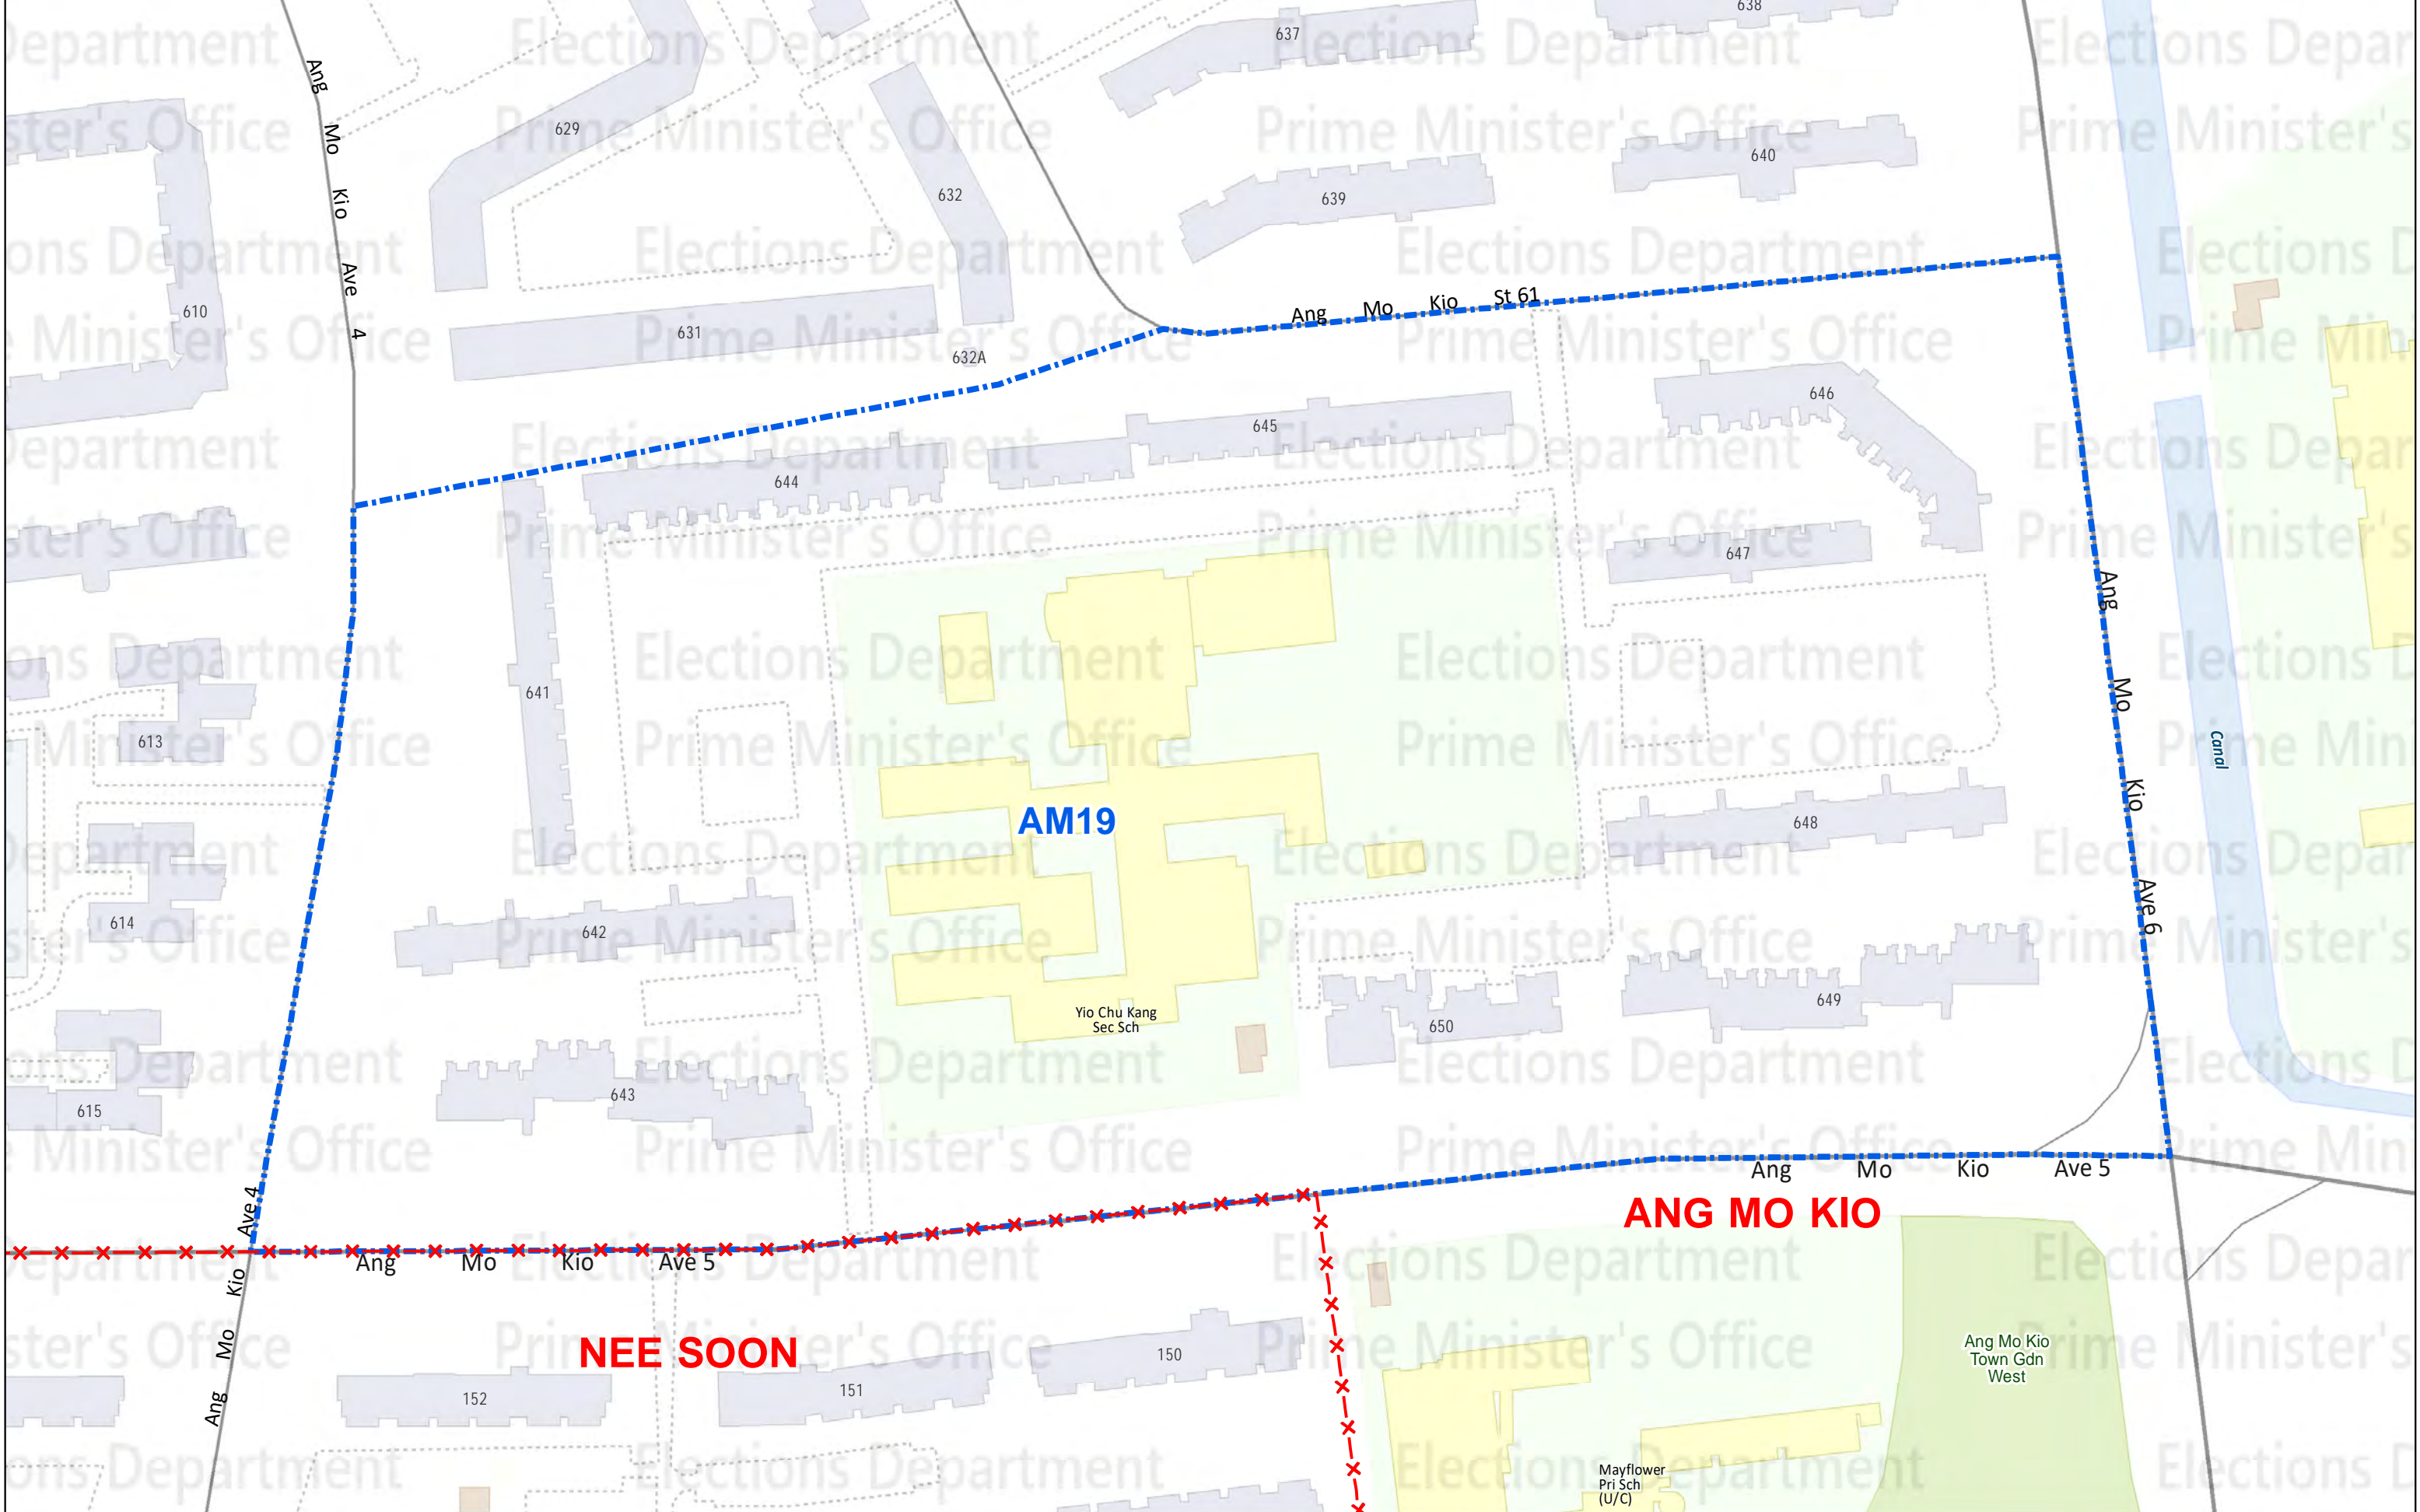 638
637
Ang Mo Kio Ave 4
629
640
632
639
610
Ang Mo Kio St 61
631
632A
646
645
644
647
Ang Mo Kio Ave 6
641
613
Canal
AM19
648
614
642
649
Yio Chu Kang
Sec Sch
650
643
615
Ang Mo Kio Ave 5
Ang Mo Kio Ave 4
ANG MO KIO
Ang Mo Kio Ave 5
NEE SOON
150
Ang Mo Kio
Town Gdn
West
151
152
Mayflower
Pri Sch
(U/C)
Elections Department
Prime Minister's Office